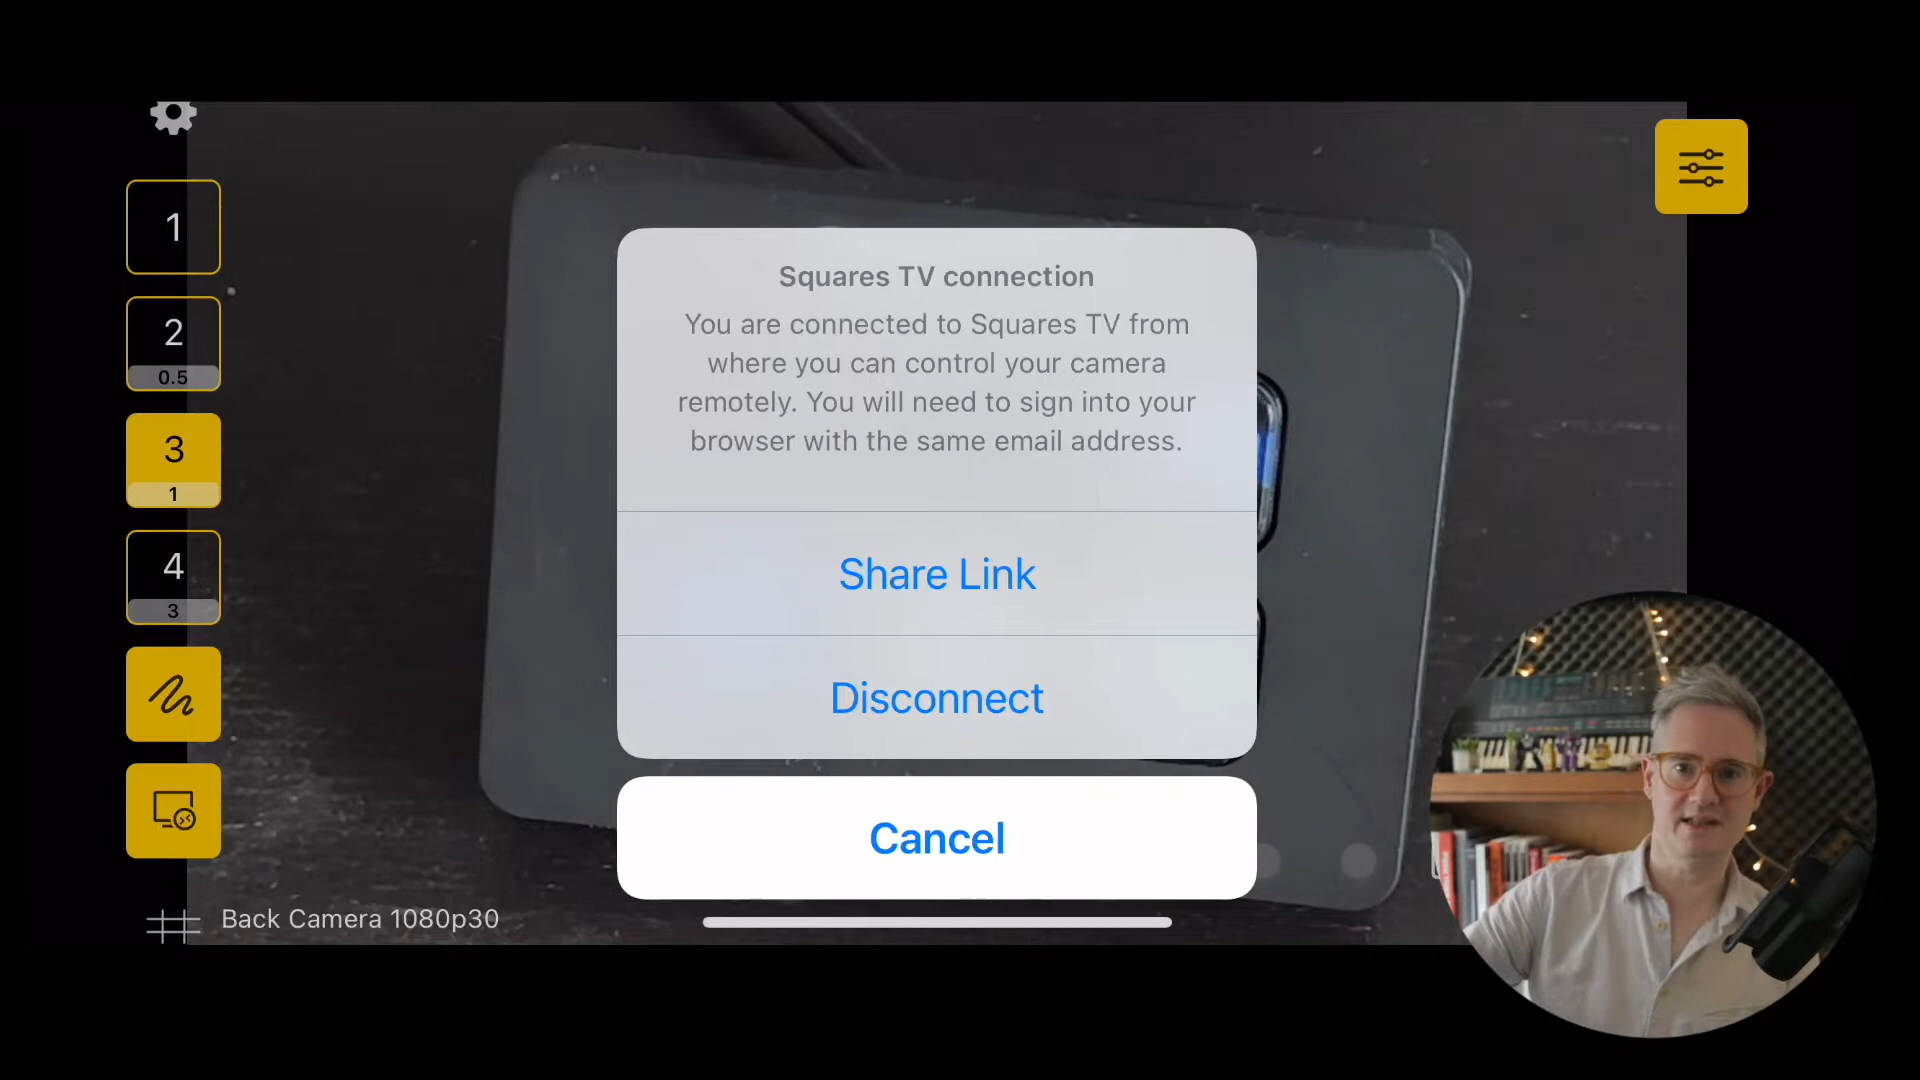 1
2
0.5
3
1
4
3
Back Camera 1080p30
Squares TV connection
You are connected to Squares TV from
where you can control your camera
remotely. You will need to sign into your
browser with the same email address.
Share Link
Disconnect
Cancel